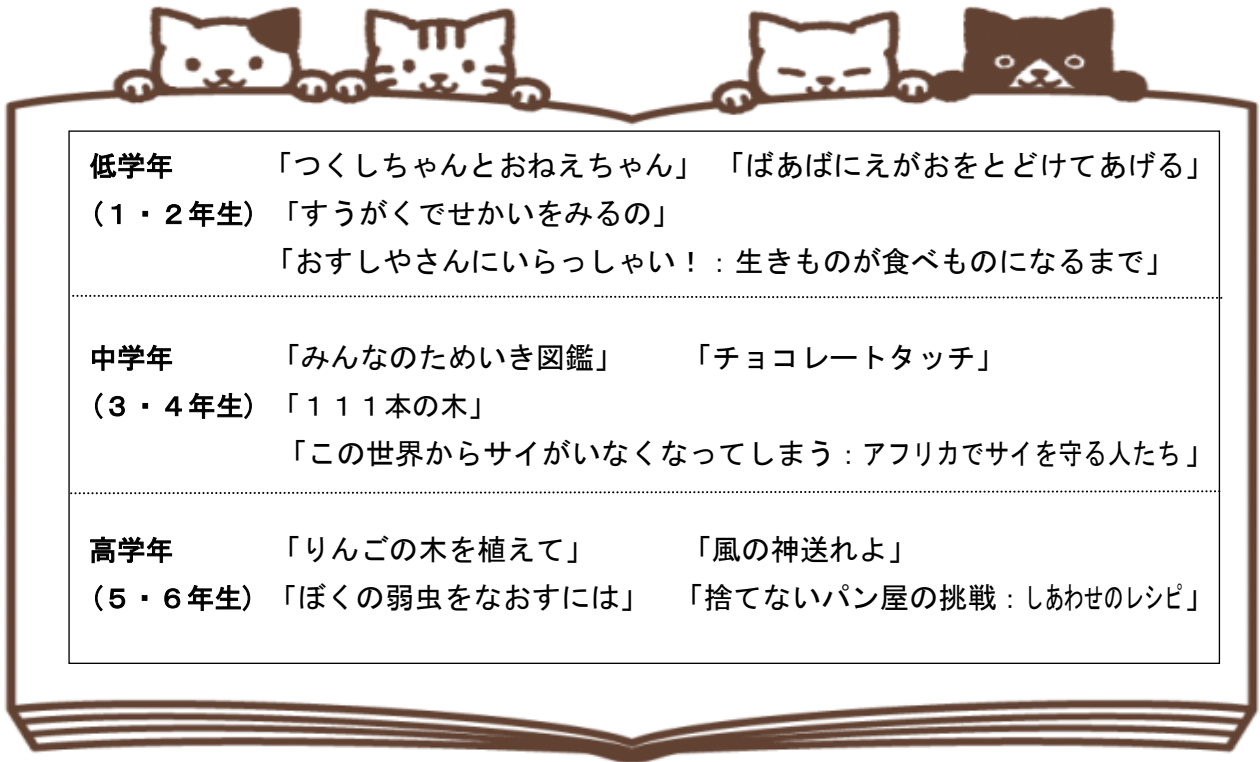 低学年 「つくしちゃんとおねえちゃん」 「ばあばにえがおをとどけてあげる」
(1・2年生) 「すうがくでせかいをみるの」
「おすしやさんにいらっしゃい!:生きものが食べものになるまで」
中学年 「みんなのためいき図鑑」 「チョコレートタッチ」
(3・4年生) 「111本の木」
「この世界からサイがいなくなってしまう:アフリカでサイを守る人たち」
高学年 「りんごの木を植えて」 「風の神送れよ」
(5・6年生) 「ぼくの弱虫をなおすには」 「捨てないパン屋の挑戦:しあわせのレシピ」